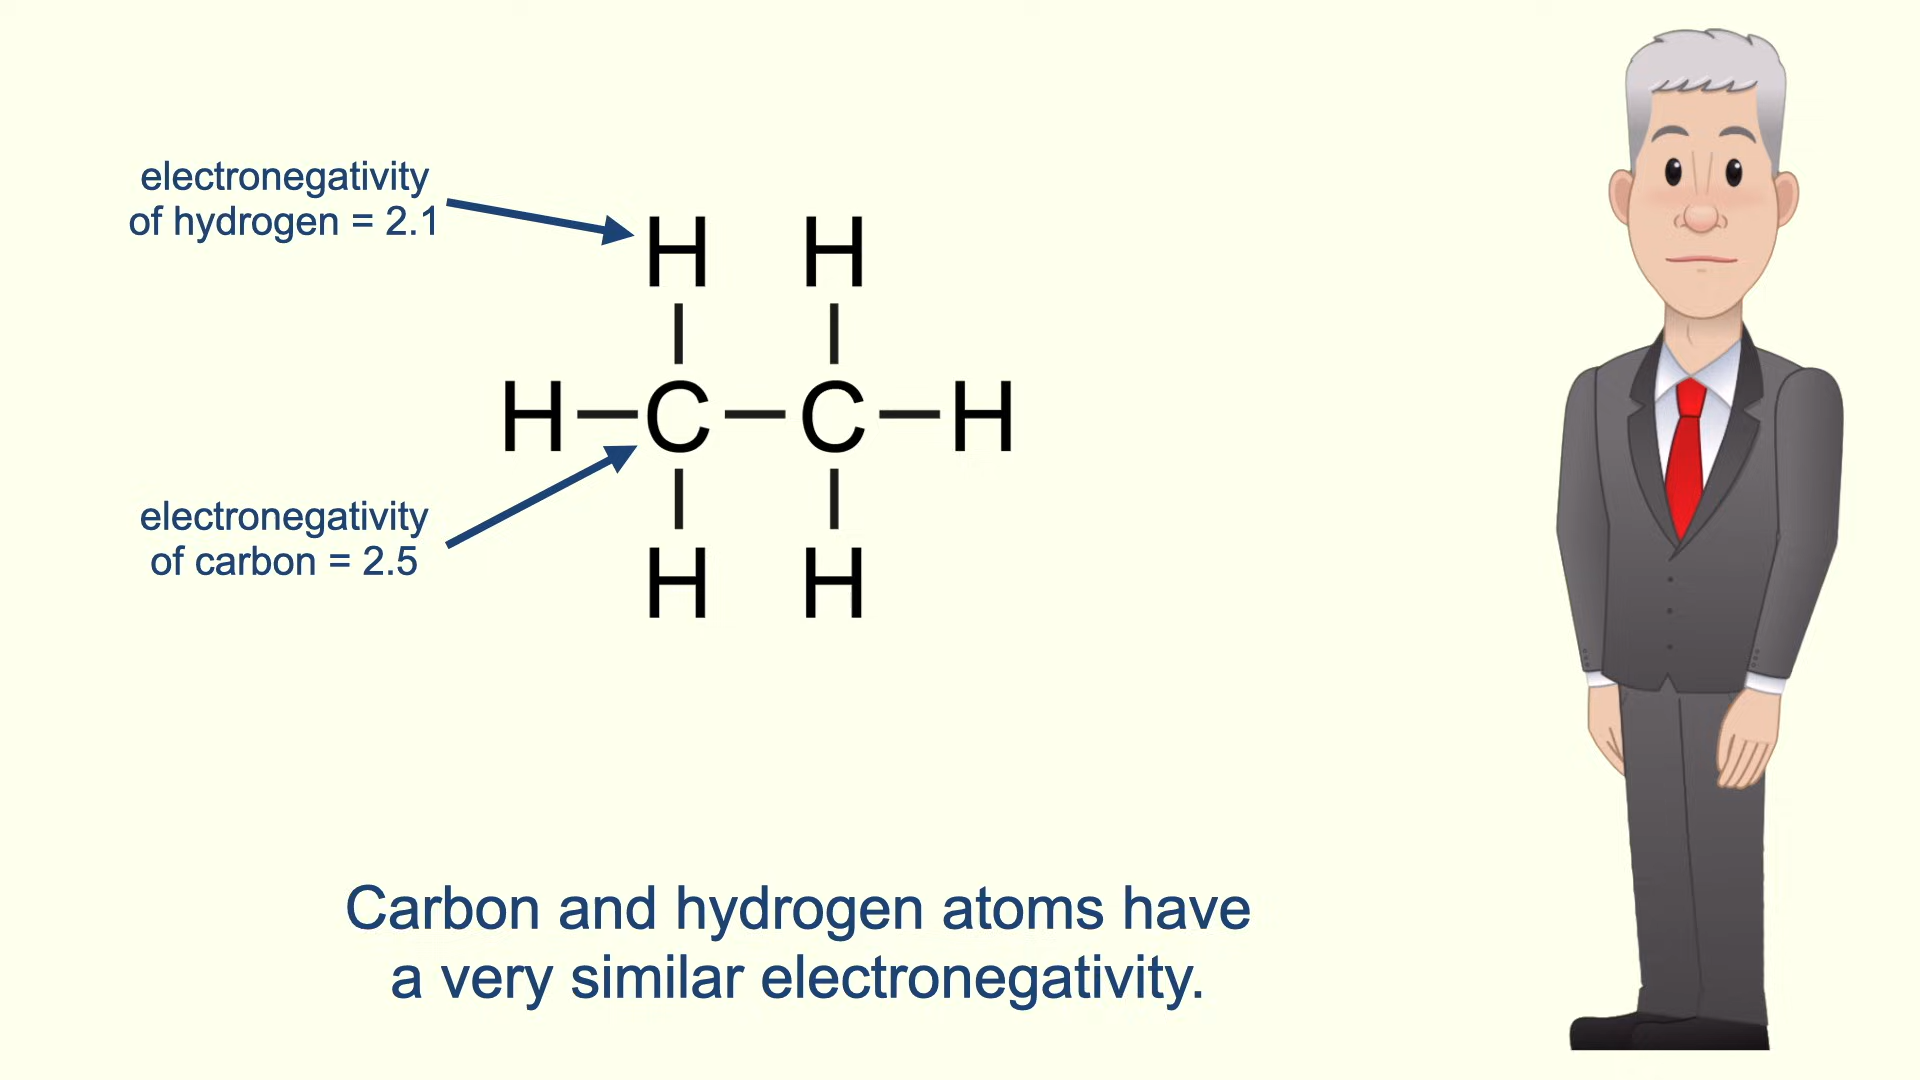 electronegativity
of hydrogen = 2.1
H H
H C C H
electronegativity
of carbon = 2.5
H H
Carbon and hydrogen atoms have
a very similar electronegativity.